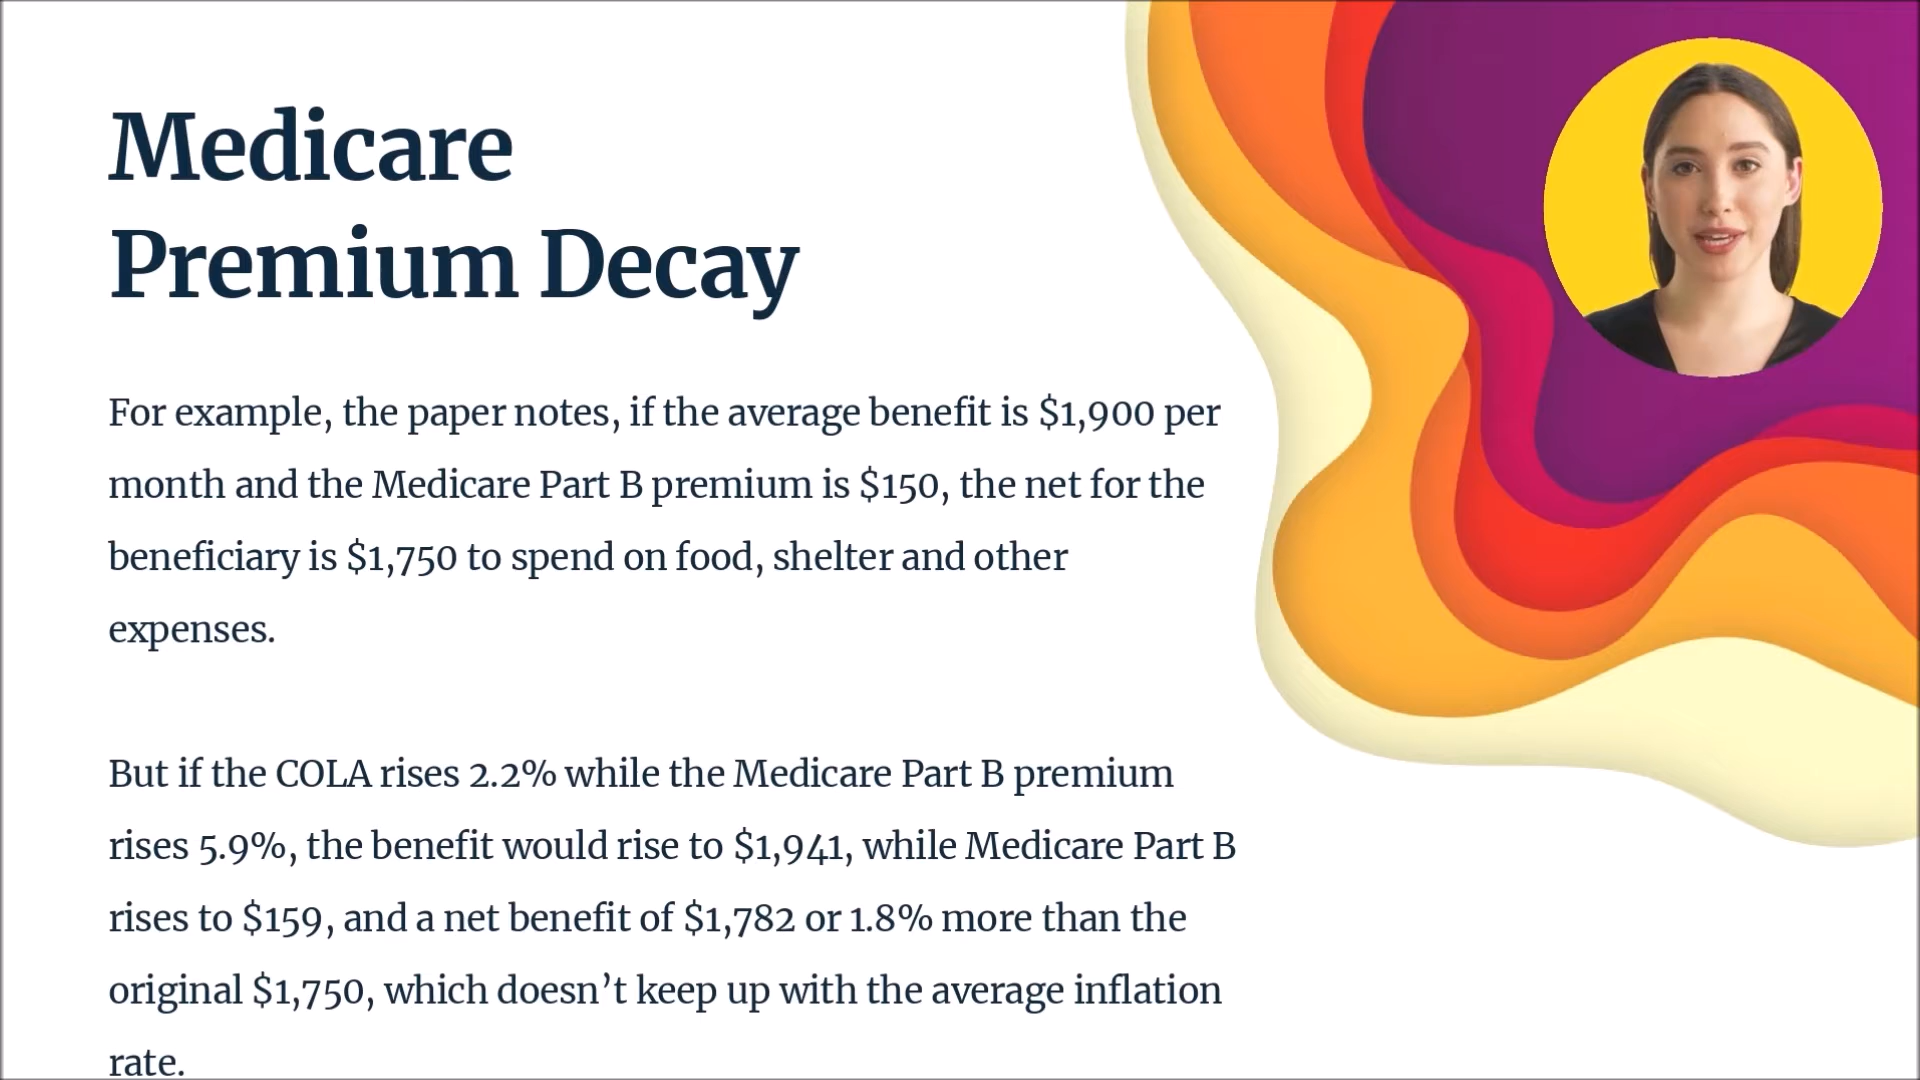 Medicare
Premium Decay
For example, the paper notes, if the average benefit is $1,900 per
month and the Medicare Part B premium is $150, the net for the
beneficiary is $1,750 to spend on food, shelter and other
expenses.
But if the COLA rises 2.2% while the Medicare Part B premium
rises 5.9%, the benefit would rise to $1,941, while Medicare Part B
rises to $159, and a net benefit of $1,782 or 1.8% more than the
original $1,750, which doesn’t keep up with the average inflation
rate.